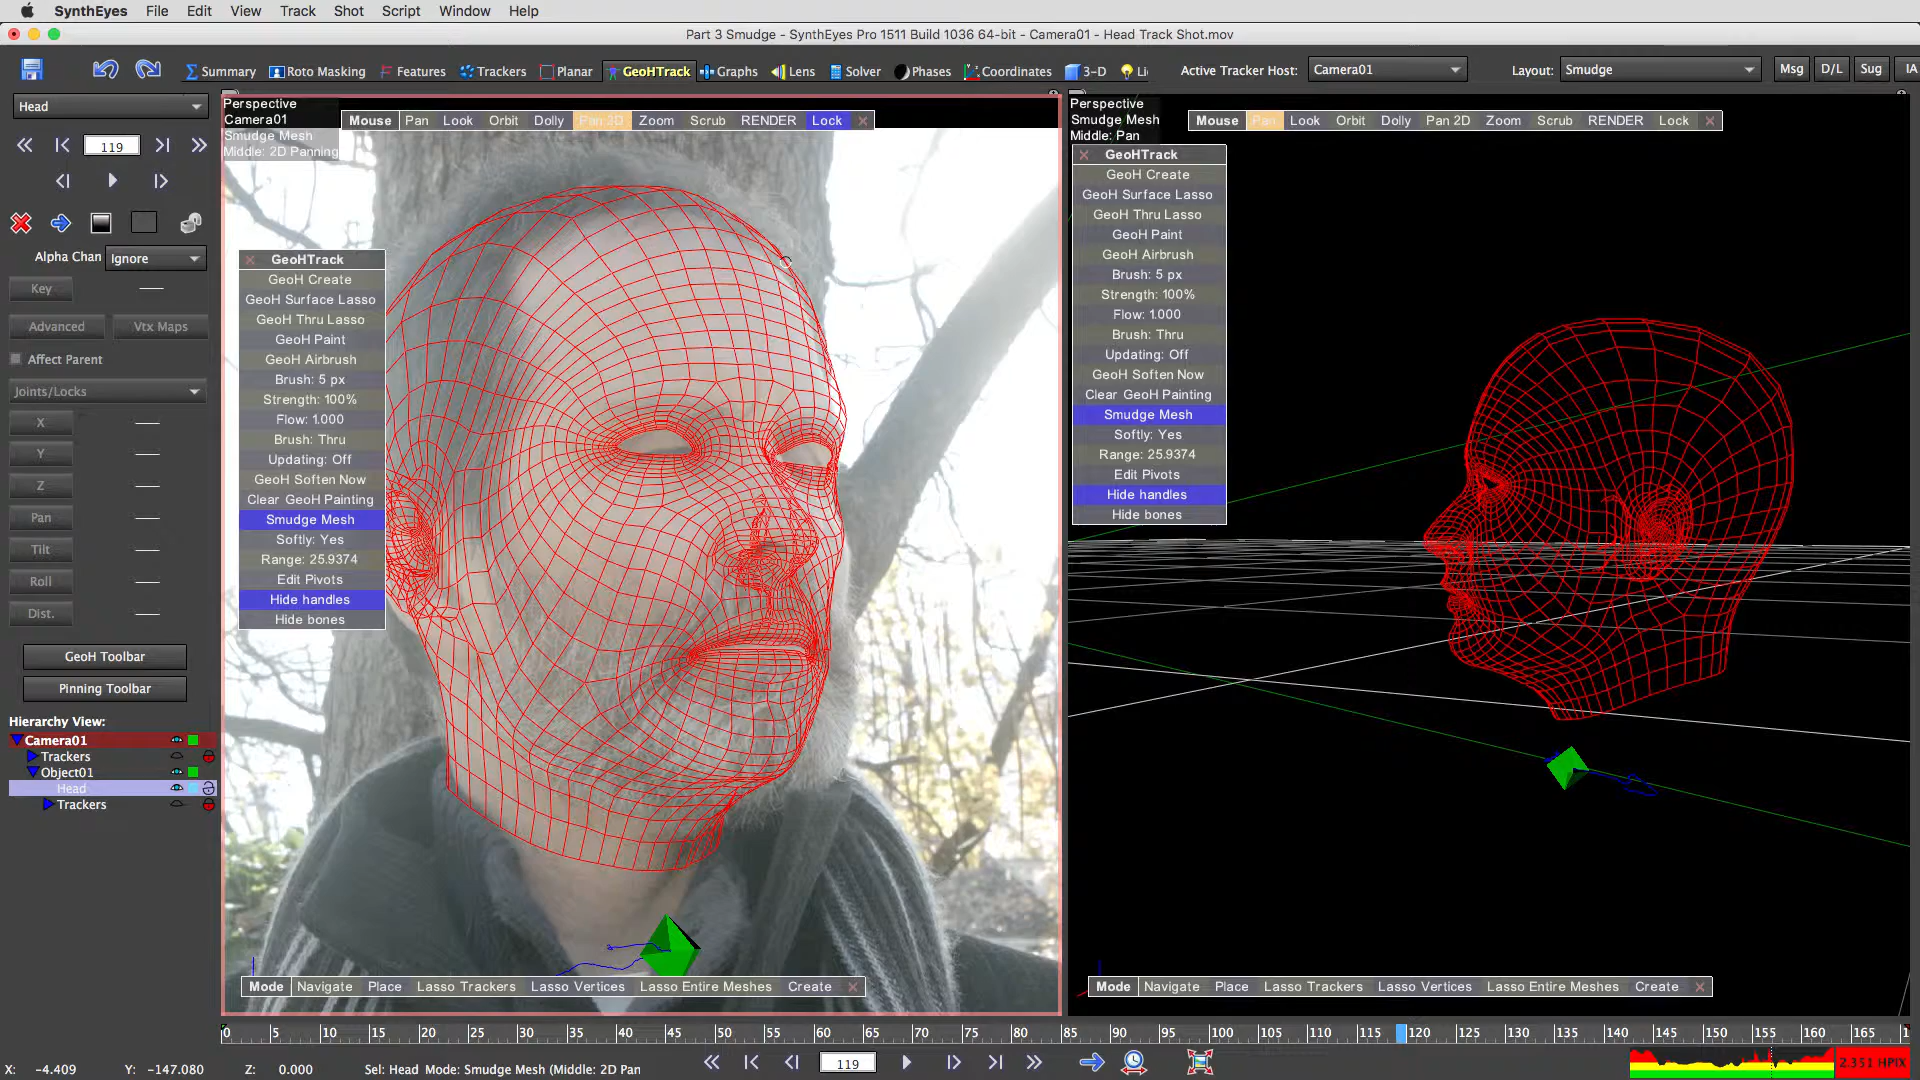 SynthEyes File Edit View Track Shot Script Window Help
Part 3 Smudge - SynthEyes Pro 1511 Build 1036 64-bit - Camera01 - Head Track Shot.mov
Summary Roto Masking Features Trackers Planar GeoHTrack Graphs Lens Solver Phases Coordinates 3-D Li Active Tracker Host: Camera01 Layout: Smudge Msg D/L Sug IA
Head
119
Alpha Chan Ignore
Key
Advanced Vtx Maps
Affect Parent
Joints/Locks
X
Y
Z
Pan
Tilt
Roll
Dist.
GeoH Toolbar
Pinning Toolbar
Hierarchy View:
Camera01
Trackers
Object01
Head
Trackers
Perspective
Camera01
Smudge Mesh
Middle: 2D Panning
Mouse Pan Look Orbit Dolly Pan 2D Zoom Scrub RENDER Lock
GeoHTrack
GeoH Create
GeoH Surface Lasso
GeoH Thru Lasso
GeoH Paint
GeoH Airbrush
Brush: 5 px
Strength: 100%
Flow: 1.000
Brush: Thru
Updating: Off
GeoH Soften Now
Clear GeoH Painting
Smudge Mesh
Softly: Yes
Range: 25.9374
Edit Pivots
Hide handles
Hide bones
Mode Navigate Place Lasso Trackers Lasso Vertices Lasso Entire Meshes Create
Perspective
Smudge Mesh
Middle: Pan
Mouse Pan Look Orbit Dolly Pan 2D Zoom Scrub RENDER Lock
GeoHTrack
GeoH Create
GeoH Surface Lasso
GeoH Thru Lasso
GeoH Paint
GeoH Airbrush
Brush: 5 px
Strength: 100%
Flow: 1.000
Brush: Thru
Updating: Off
GeoH Soften Now
Clear GeoH Painting
Smudge Mesh
Softly: Yes
Range: 25.9374
Edit Pivots
Hide handles
Hide bones
Mode Navigate Place Lasso Trackers Lasso Vertices Lasso Entire Meshes Create
0 5 10 15 20 25 30 35 40 45 50 55 60 65 70 75 80 85 90 95 100 105 110 115 120 125 130 135 140 145 150 155 160 165
119
X: -4.409 Y: -147.080 Z: 0.000 Sel: Head Mode: Smudge Mesh (Middle: 2D Pan
2.351 HPIX